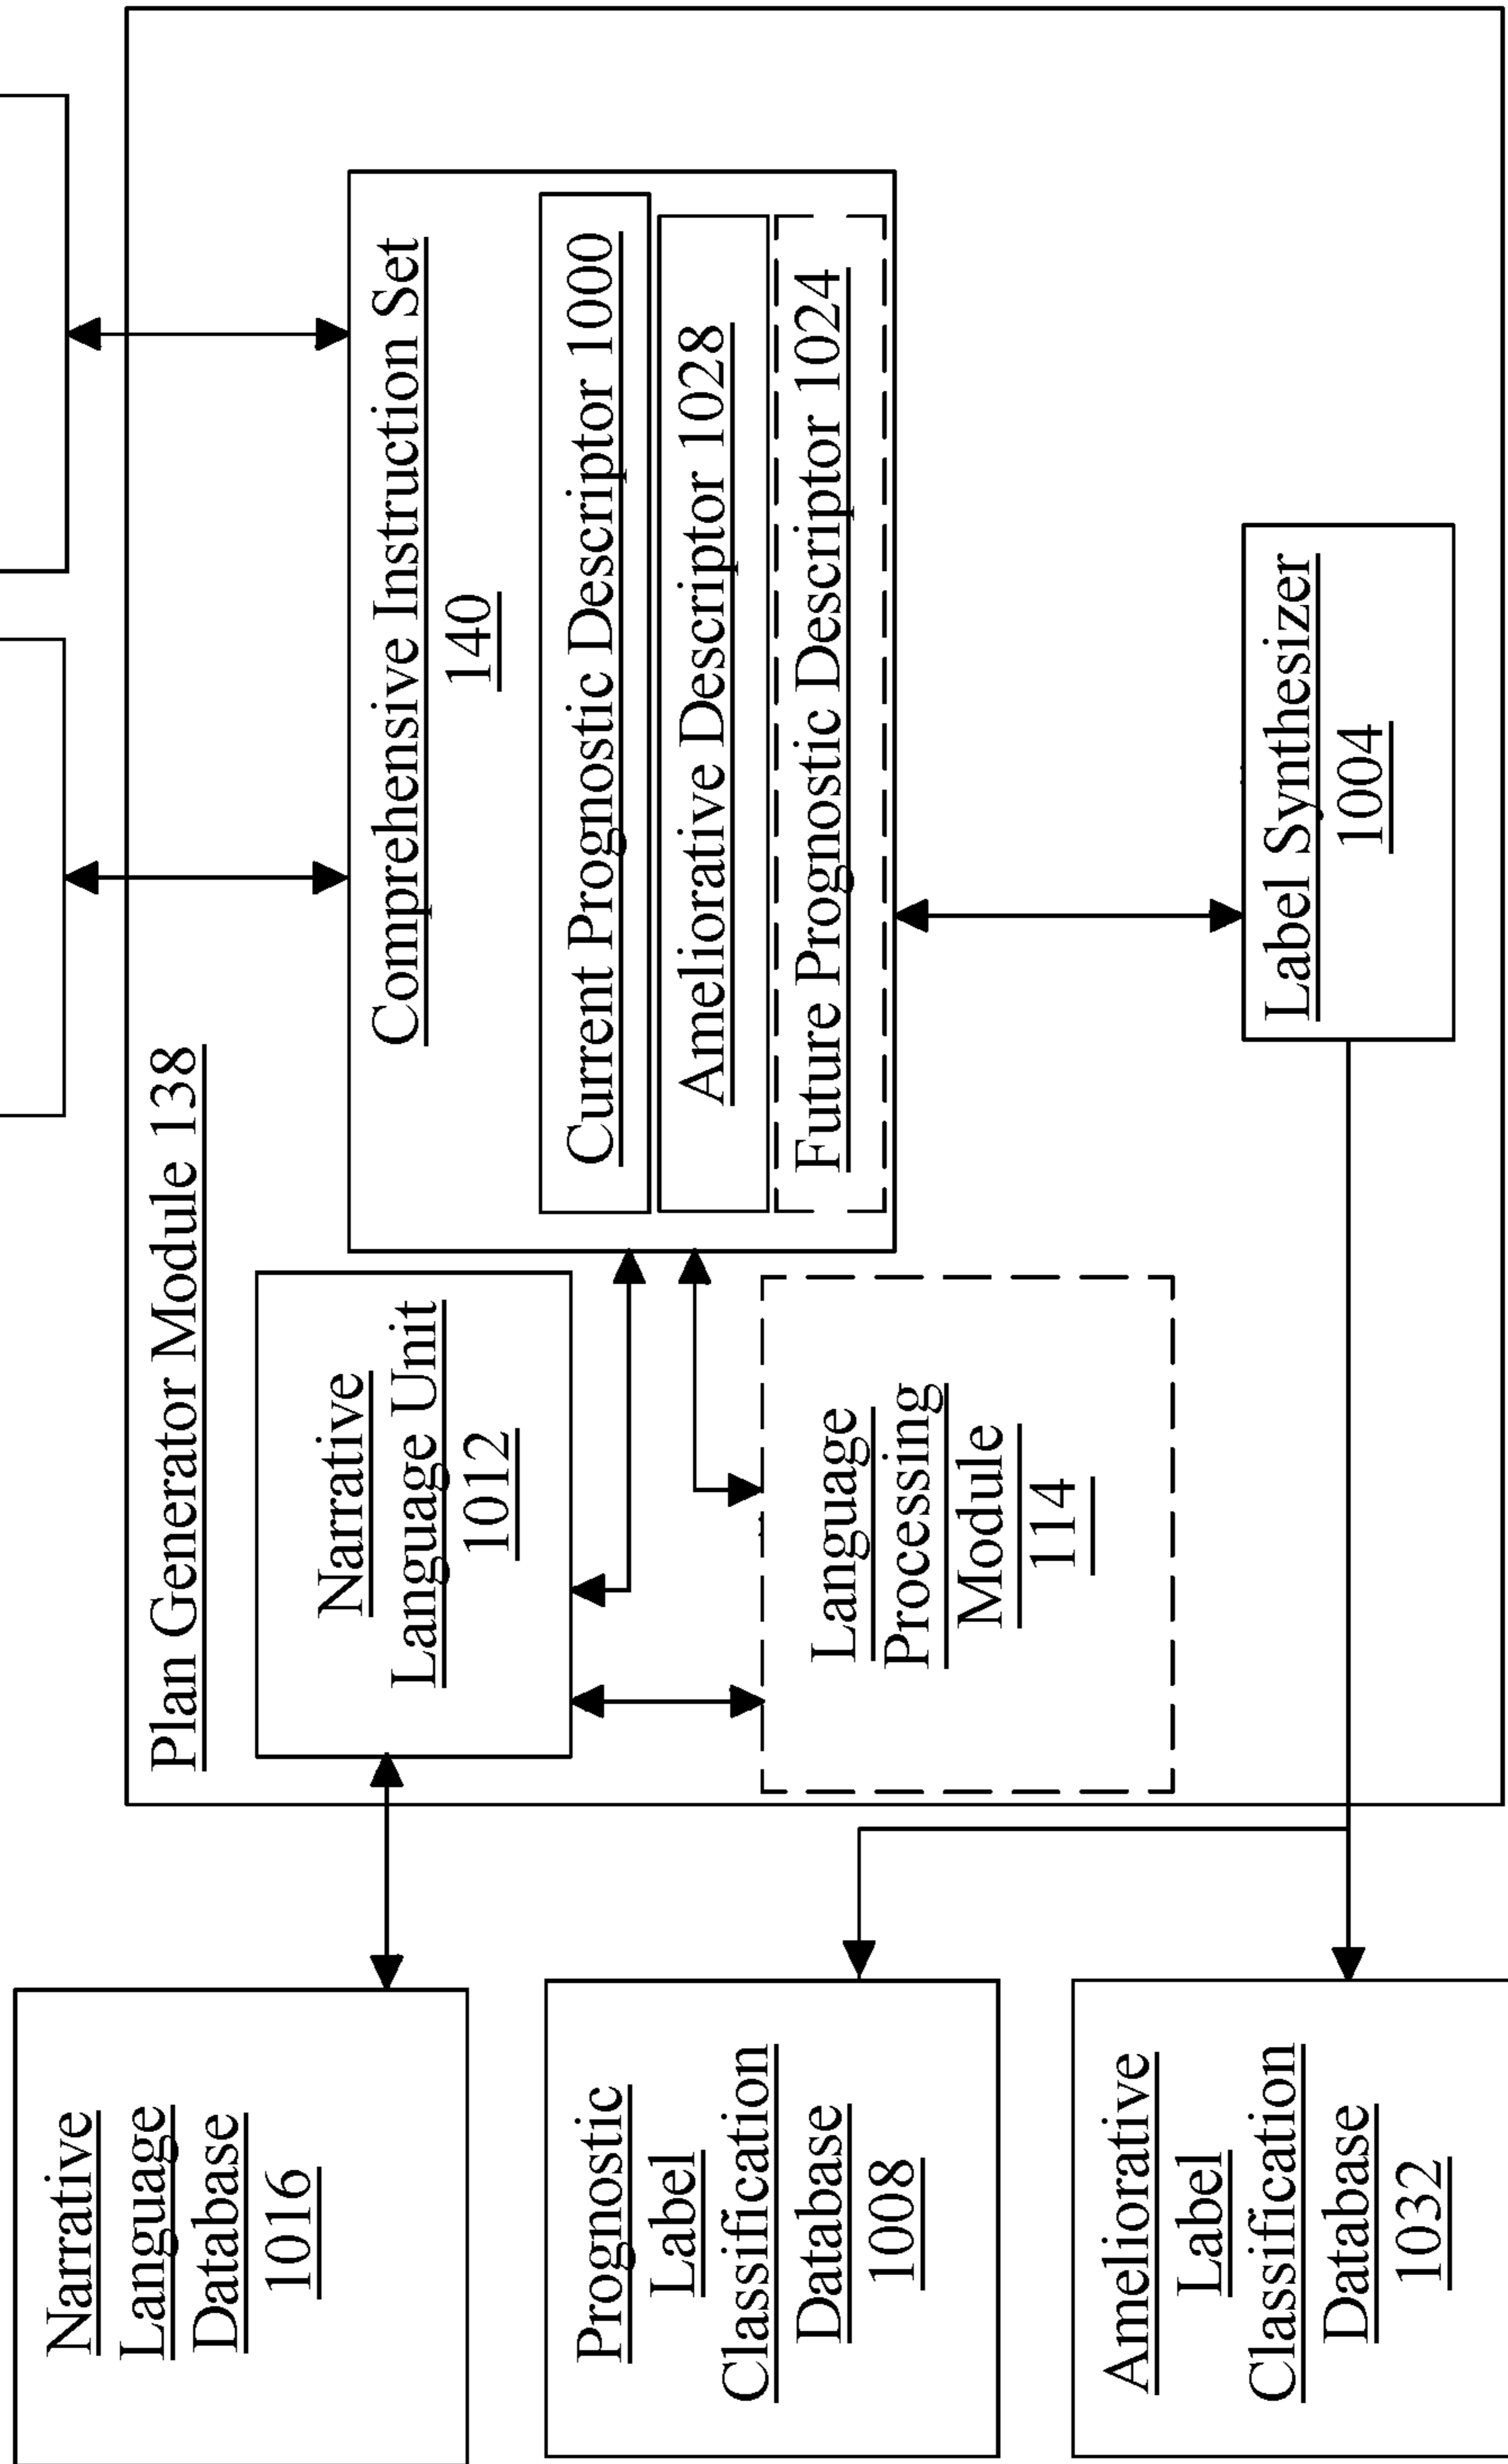 Plan Generator Module 138
Narrative
Language Database
1016
Narrative
Language Unit
1012
Comprehensive Instruction Set
140
Current Prognostic Descriptor 1000
Ameliorative Descriptor 1028
Future Prognostic Descriptor 1024
Prognostic
Label
Classification
Database
1008
Language
Processing
Module
114
Ameliorative
Label
Classification
Database
1032
Label Synthesizer
1004